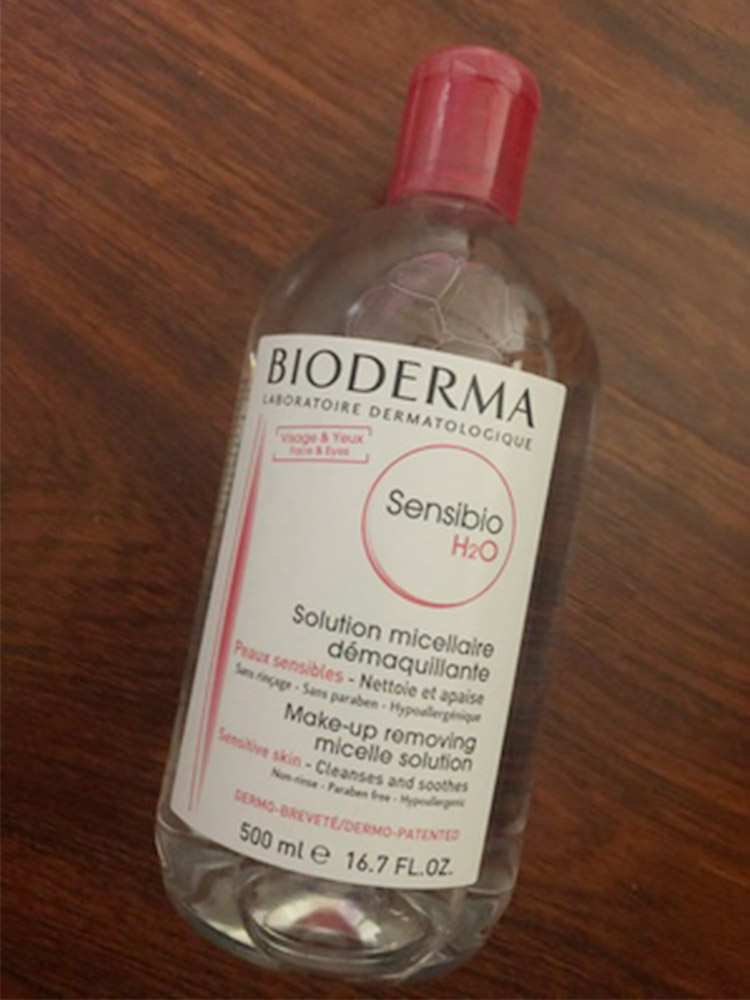 BIODERMA
LABORATOIRE DERMATOLOGIQUE
Visage & Yeux
Face & Eyes
Sensibio
H2O
Solution micellaire
démaquillante
Peaux sensibles - Nettoie et apaise
Sans rinçage - Sans paraben - Hypoallergénique
Make-up removing
micelle solution
Sensitive skin - Cleanses and soothes
Non-rinse - Paraben free - Hypoallergenic
DERMO-BREVETÉ/DERMO-PATENTED
500 ml e 16.7 FL.OZ.